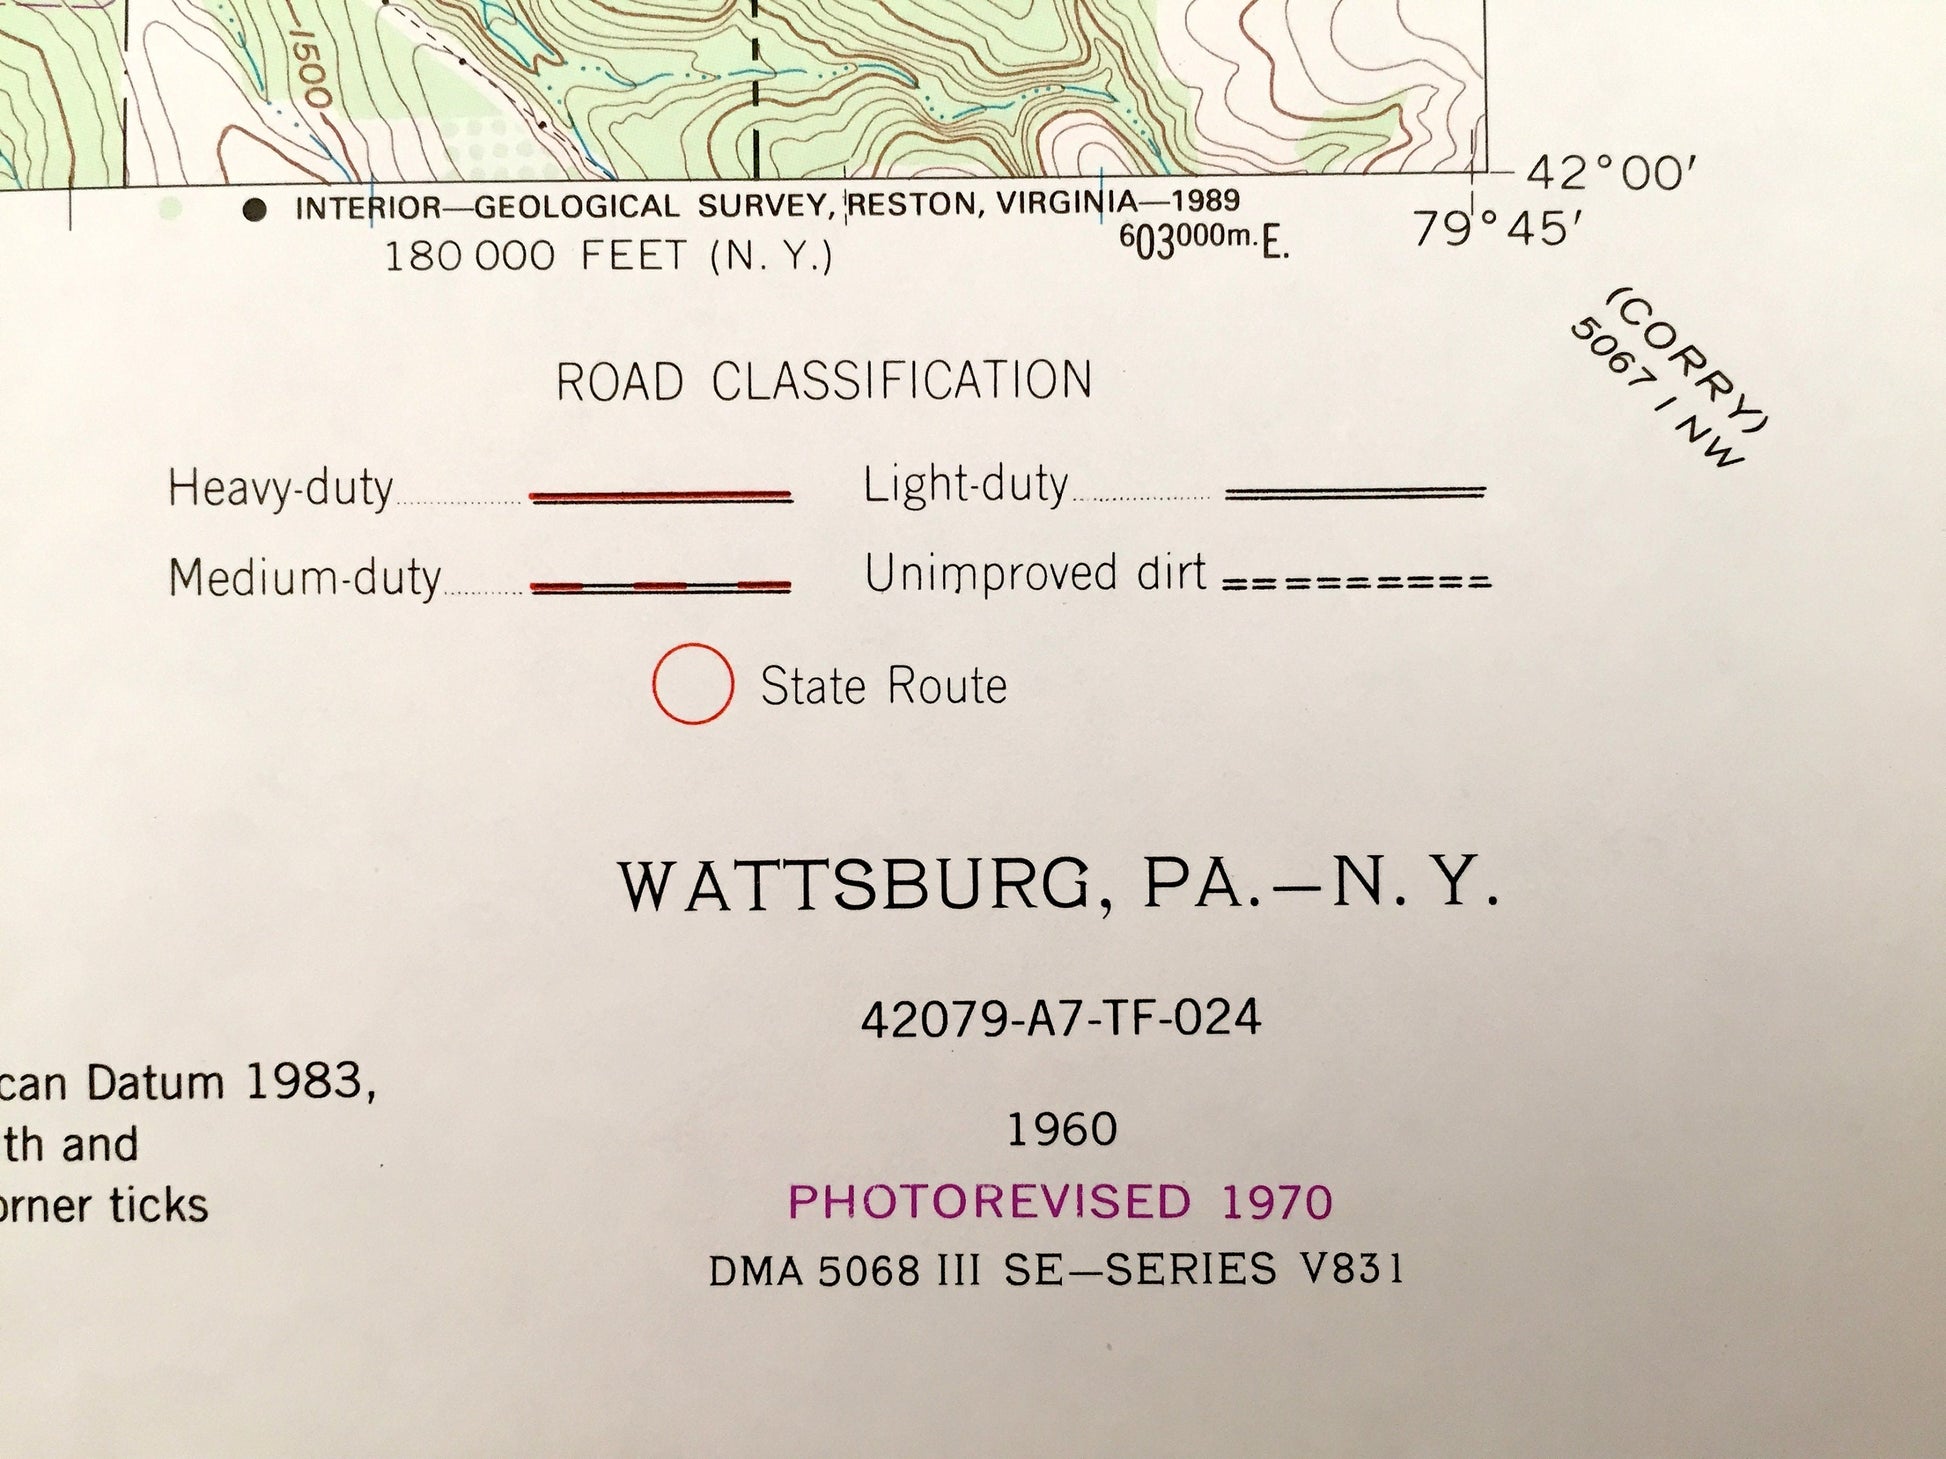 1500
42°00'
INTERIOR—GEOLOGICAL SURVEY, RESTON, VIRGINIA—1989
79°45'
180 000 FEET (N. Y.)
603000m.E.
(CORRY)
5067 I NW
ROAD CLASSIFICATION
Heavy-duty
Light-duty
Medium-duty
Unimproved dirt
State Route
WATTSBURG, PA.—N. Y.
42079-A7-TF-024
can Datum 1983,
th and
orner ticks
1960
PHOTOREVISED 1970
DMA 5068 III SE—SERIES V831